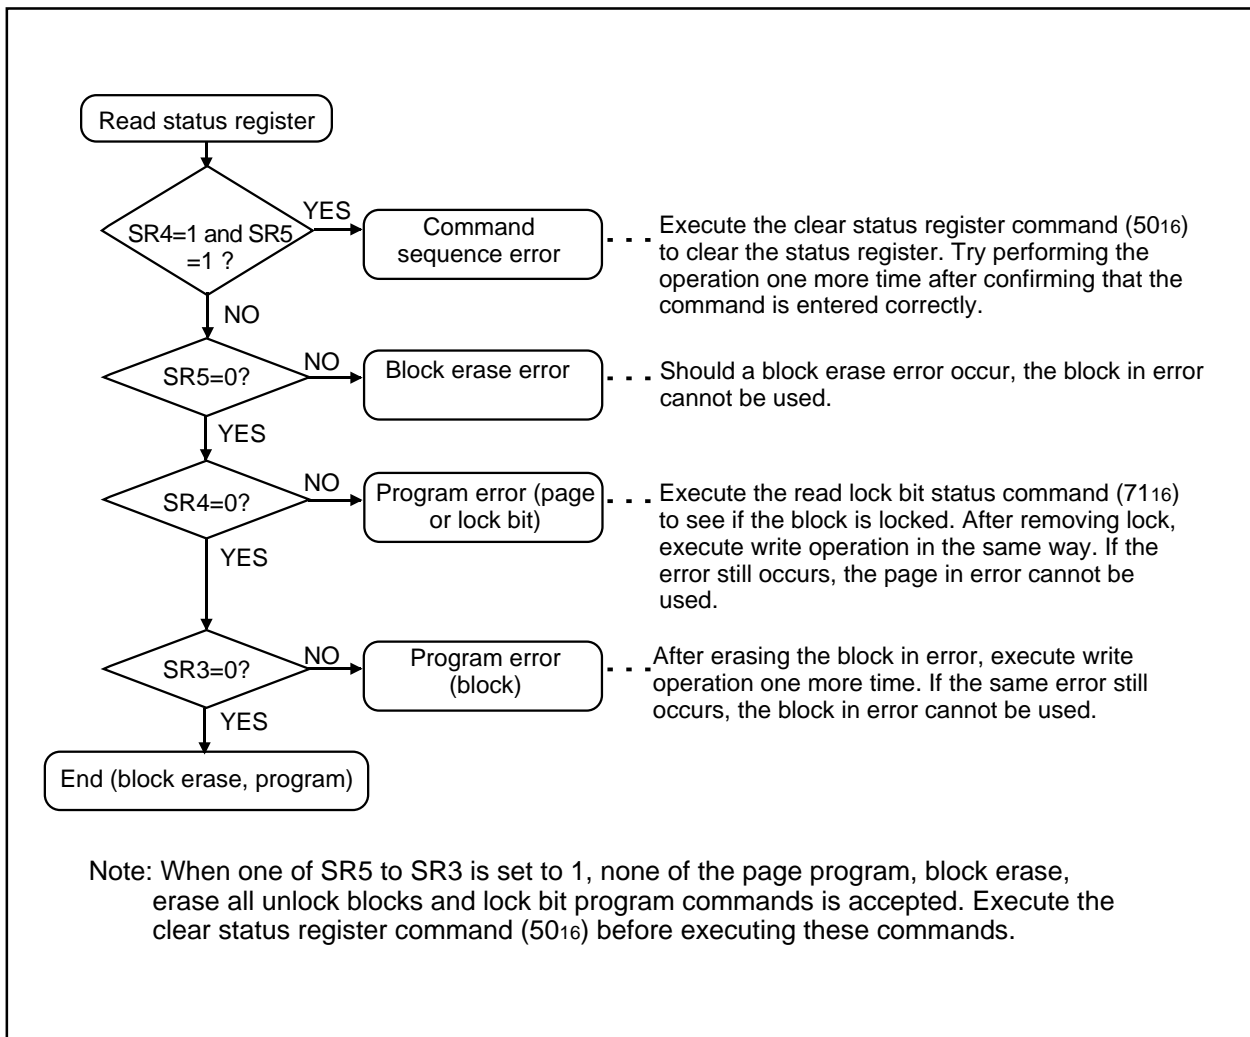 Read status register
SR4=1 and SR5
=1 ?
YES
Command
sequence error
Execute the clear status register command (5016)
to clear the status register. Try performing the
operation one more time after confirming that the
command is entered correctly.
NO
SR5=0?
NO
Block erase error
Should a block erase error occur, the block in error
cannot be used.
YES
SR4=0?
NO
Program error (page
or lock bit)
Execute the read lock bit status command (7116)
to see if the block is locked. After removing lock,
execute write operation in the same way. If the
error still occurs, the page in error cannot be
used.
YES
SR3=0?
NO
Program error
(block)
After erasing the block in error, execute write
operation one more time. If the same error still
occurs, the block in error cannot be used.
YES
End (block erase, program)
Note: When one of SR5 to SR3 is set to 1, none of the page program, block erase,
erase all unlock blocks and lock bit program commands is accepted. Execute the
clear status register command (5016) before executing these commands.